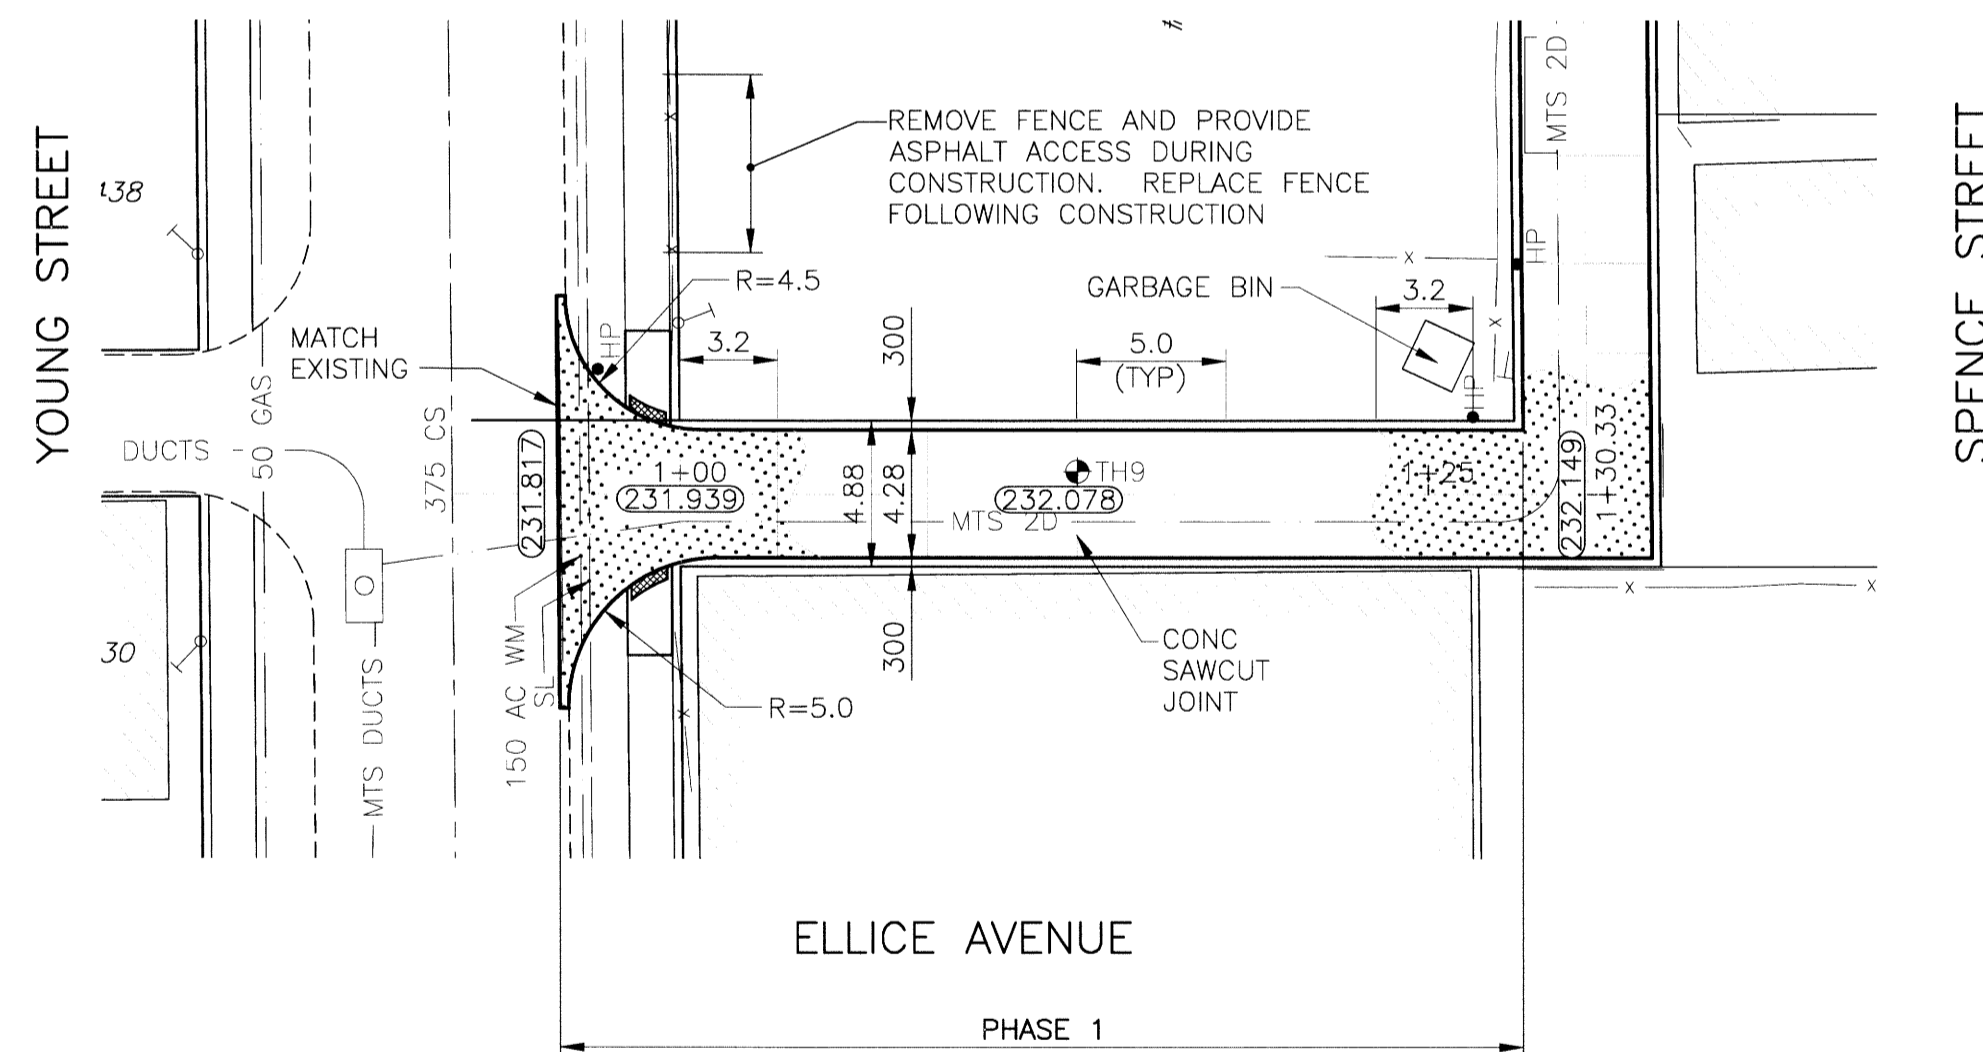 YOUNG STREET
SPENCE STREET
REMOVE FENCE AND PROVIDE
ASPHALT ACCESS DURING
CONSTRUCTION. REPLACE FENCE
FOLLOWING CONSTRUCTION
MTS 2D
HP
R=4.5
GARBAGE BIN
3.2
MATCH
EXISTING
HP
3.2
300
5.0
(TYP)
HP
50 GAS
375 CS
DUCTS
231.817
1+00
231.939
4.88
4.28
TH9
232.078
MTS 2D
1+25
232.149
1+30.33
150 AC WM
SL
MTS DUCTS
30
300
R=5.0
CONC
SAWCUT
JOINT
ELLICE AVENUE
PHASE 1